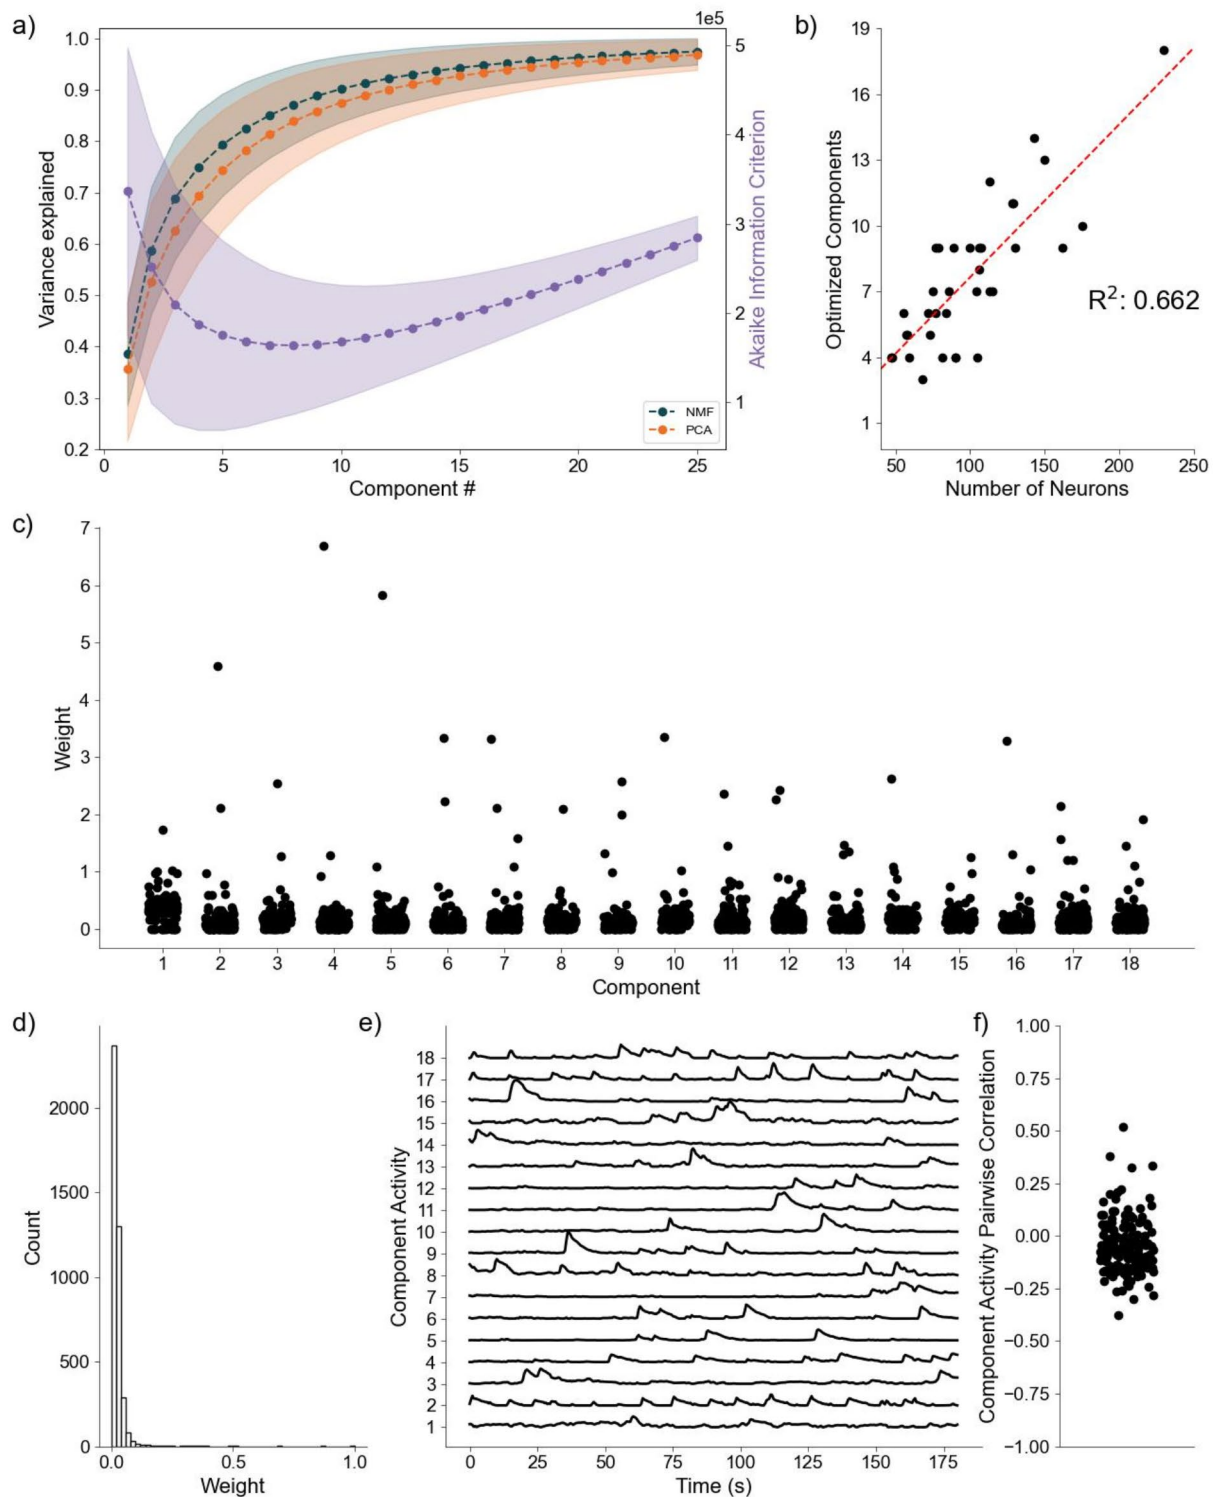 a)
1e5
1.0
0.9
0.8
0.7
0.6
0.5
0.4
0.3
0.2
Variance explained
5
4
3
2
1
Akaike Information Criterion
NMF
PCA
0 5 10 15 20 25
Component #
b)
19
16
13
10
7
4
1
Optimized Components
R²: 0.662
50 100 150 200 250
Number of Neurons
c)
7
6
5
4
3
2
1
0
Weight
1 2 3 4 5 6 7 8 9 10 11 12 13 14 15 16 17 18
Component
d)
2000
1500
1000
500
0
Count
0.0 0.5 1.0
Weight
e)
18
17
16
15
14
13
12
11
10
9
8
7
6
5
4
3
2
1
Component Activity
0 25 50 75 100 125 150 175
Time (s)
f)
1.00
0.75
0.50
0.25
0.00
−0.25
−0.50
−0.75
−1.00
Component Activity Pairwise Correlation